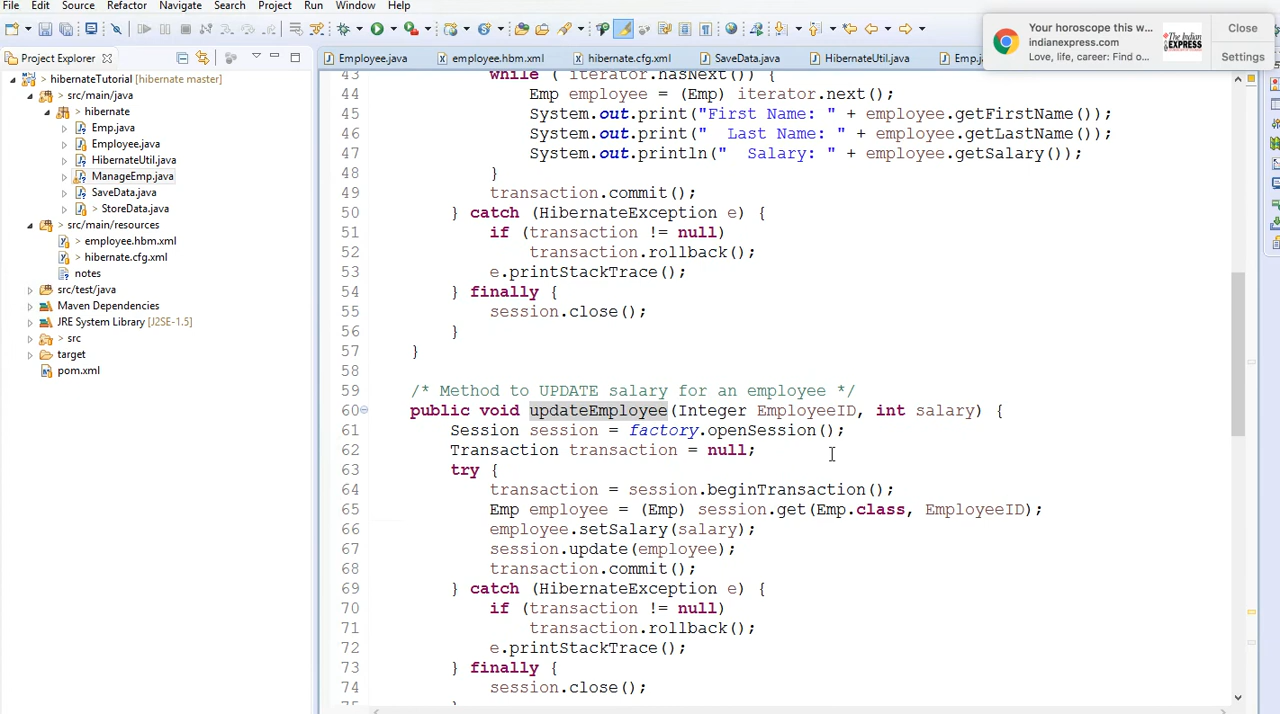 File Edit Source Refactor Navigate Search Project Run Window Help
Your horoscope this w...
indianexpress.com
Love, life, career: Find o...
The Indian EXPRESS
Close
Settings
Project Explorer
hibernateTutorial [hibernate master]
> src/main/java
> hibernate
> Emp.java
> Employee.java
> HibernateUtil.java
ManageEmp.java
> SaveData.java
> StoreData.java
> src/main/resources
> employee.hbm.xml
> hibernate.cfg.xml
notes
src/test/java
Maven Dependencies
JRE System Library [J2SE-1.5]
> src
target
pom.xml
Employee.java employee.hbm.xml hibernate.cfg.xml SaveData.java HibernateUtil.java Emp.j
43 while ( iterator.hasNext()) {
44 Emp employee = (Emp) iterator.next();
45 System.out.print("First Name: " + employee.getFirstName());
46 System.out.print("  Last Name: " + employee.getLastName());
47 System.out.println("  Salary: " + employee.getSalary());
48 }
49 transaction.commit();
50 } catch (HibernateException e) {
51 if (transaction != null)
52 transaction.rollback();
53 e.printStackTrace();
54 } finally {
55 session.close();
56 }
57 }
58
59 /* Method to UPDATE salary for an employee */
60 public void updateEmployee(Integer EmployeeID, int salary) {
61 Session session = factory.openSession();
62 Transaction transaction = null;
63 try {
64 transaction = session.beginTransaction();
65 Emp employee = (Emp) session.get(Emp.class, EmployeeID);
66 employee.setSalary(salary);
67 session.update(employee);
68 transaction.commit();
69 } catch (HibernateException e) {
70 if (transaction != null)
71 transaction.rollback();
72 e.printStackTrace();
73 } finally {
74 session.close();